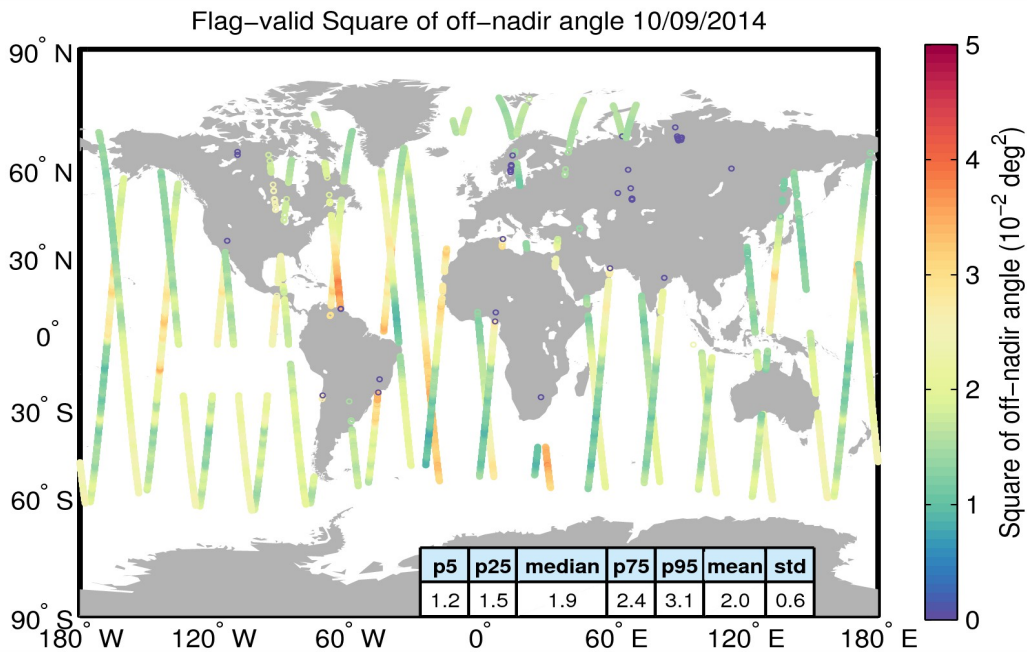 Flag−valid Square of off−nadir angle 10/09/2014
90° N
60° N
30° N
0°
30° S
60° S
90° S
180° W 120° W 60° W 0° 60° E 120° E 180° E
p5 p25 median p75 p95 mean std
1.2 1.5 1.9 2.4 3.1 2.0 0.6
5
4
3
2
1
0
Square of off−nadir angle (10⁻² deg²)